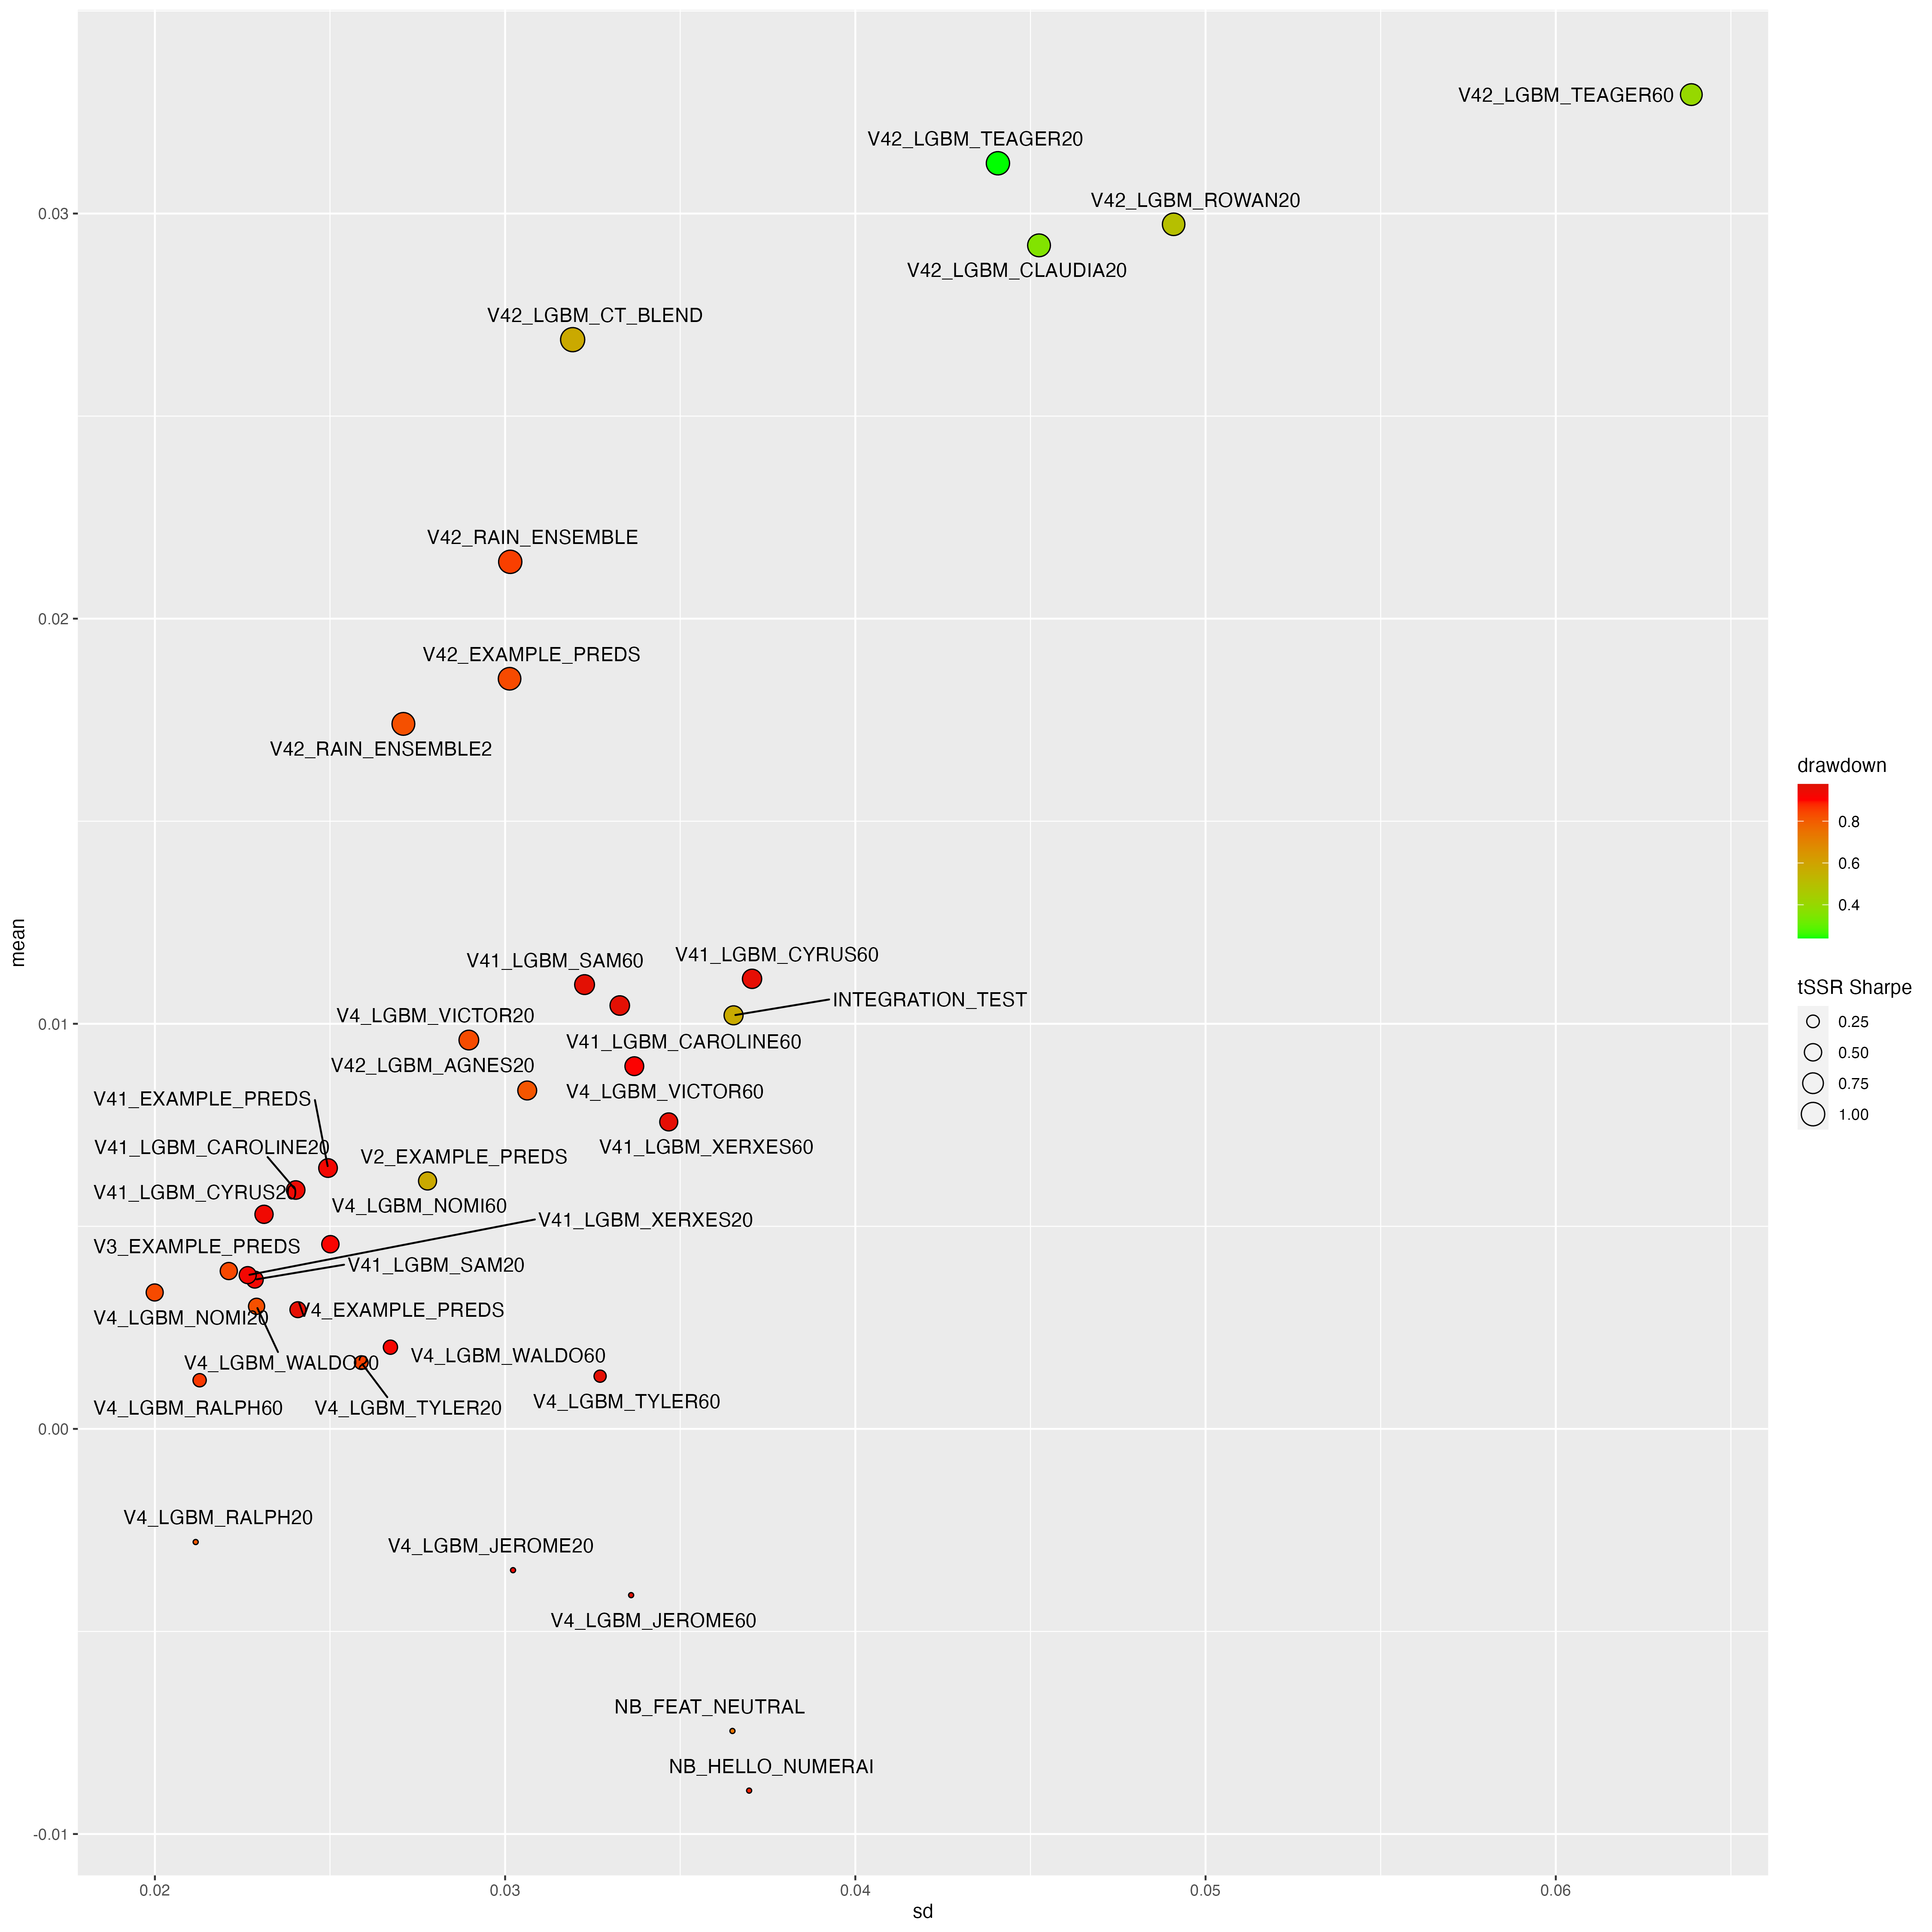 V42_LGBM_TEAGER60
V42_LGBM_TEAGER20
V42_LGBM_ROWAN20
0.03
V42_LGBM_CLAUDIA20
V42_LGBM_CT_BLEND
V42_RAIN_ENSEMBLE
0.02
V42_EXAMPLE_PREDS
V42_RAIN_ENSEMBLE2
mean
V41_LGBM_CYRUS60
V41_LGBM_SAM60
INTEGRATION_TEST
V4_LGBM_VICTOR20
0.01
V41_LGBM_CAROLINE60
V42_LGBM_AGNES20
V4_LGBM_VICTOR60
V41_EXAMPLE_PREDS
V41_LGBM_CAROLINE20
V41_LGBM_XERXES60
V2_EXAMPLE_PREDS
V41_LGBM_CYRUS20
V4_LGBM_NOMI60
V41_LGBM_XERXES20
V3_EXAMPLE_PREDS
V41_LGBM_SAM20
V4_EXAMPLE_PREDS
V4_LGBM_NOMI20
V4_LGBM_WALDO60
V4_LGBM_WALDO20
V4_LGBM_TYLER60
V4_LGBM_RALPH60
V4_LGBM_TYLER20
0.00
V4_LGBM_RALPH20
V4_LGBM_JEROME20
V4_LGBM_JEROME60
NB_FEAT_NEUTRAL
NB_HELLO_NUMERAI
-0.01
0.02
0.03
0.04
0.05
0.06
sd
drawdown
0.8
0.6
0.4
tSSR Sharpe
0.25
0.50
0.75
1.00